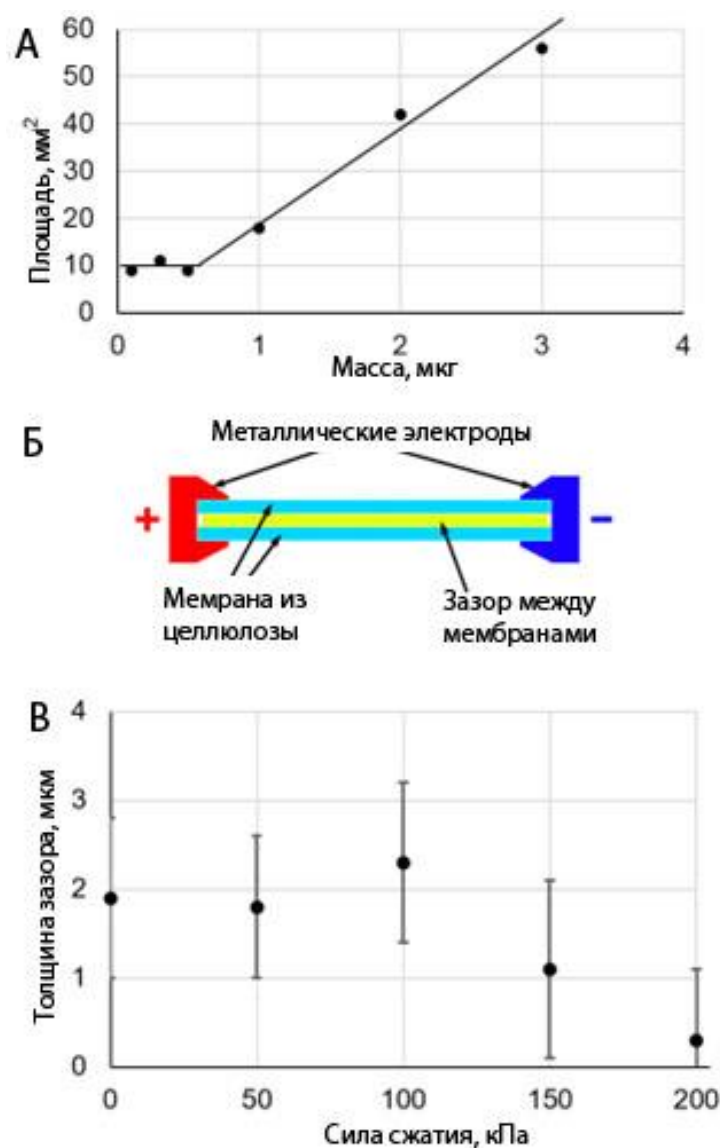 А
Площадь, мм²
60
50
40
30
20
10
0
0 1 2 3 4
Масса, мкг
Б
Металлические электроды
+ −
Мемрана из
целлюлозы
Зазор между
мембранами
В
Толщина зазора, мкм
4
3
2
1
0
0 50 100 150 200
Сила сжатия, кПа